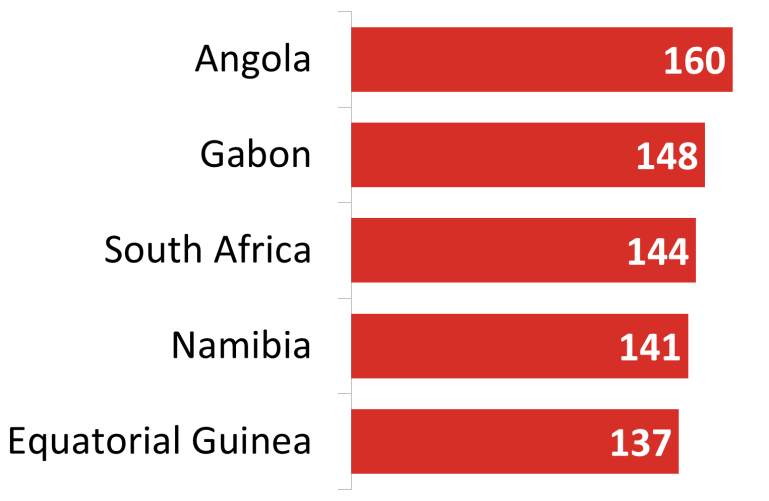 Angola 160
Gabon 148
South Africa 144
Namibia 141
Equatorial Guinea 137